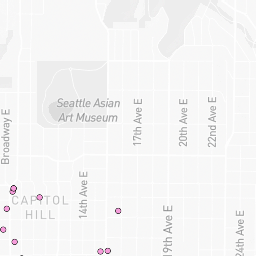 Seattle Asian
Art Museum
Broadway E
17th Ave E
20th Ave E
22nd Ave E
14th Ave E
CAPITOL
HILL
19th Ave E
24th Ave E